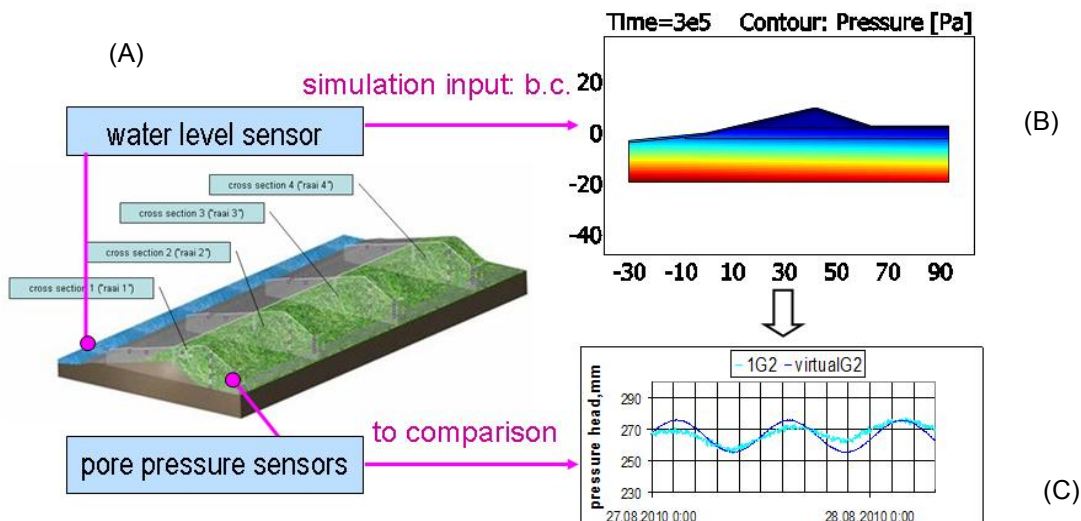 (A)
simulation input: b.c.
water level sensor
cross section 4 ("raai 4")
cross section 3 ("raai 3")
cross section 2 ("raai 2")
cross section 1 ("raai 1")
to comparison
pore pressure sensors
Time=3e5 Contour: Pressure [Pa]
20
0
-20
-40
-30 -10 10 30 50 70 90
(B)
1G2 virtualG2
pressure head,mm
290
270
250
230
27.08.2010 0:00 28.08.2010 0:00
(C)